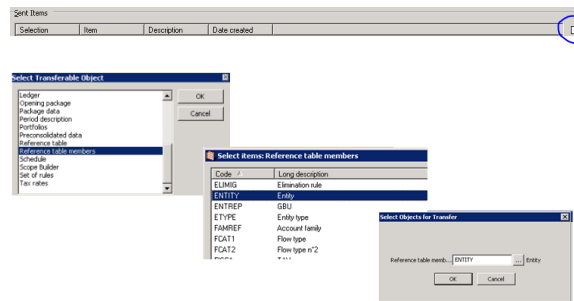 Sent Items
Selection Item Description Date created
Select Transferable Object
Ledger
Opening package
Package data
Period description
Portfolios
Preconsolidated data
Reference table
Reference table members
Schedule
Scope Builder
Set of rules
Tax rates
OK
Cancel
Select items: Reference table members
Code Long description
ELIMIG Elimination rule
ENTITY Entity
ENTREP GBU
ETYPE Entity type
FAMREF Account family
FCAT1 Flow type
FCAT2 Flow type n°2
Select Objects for Transfer
Reference table memb... ENTITY ... Entity
OK Cancel